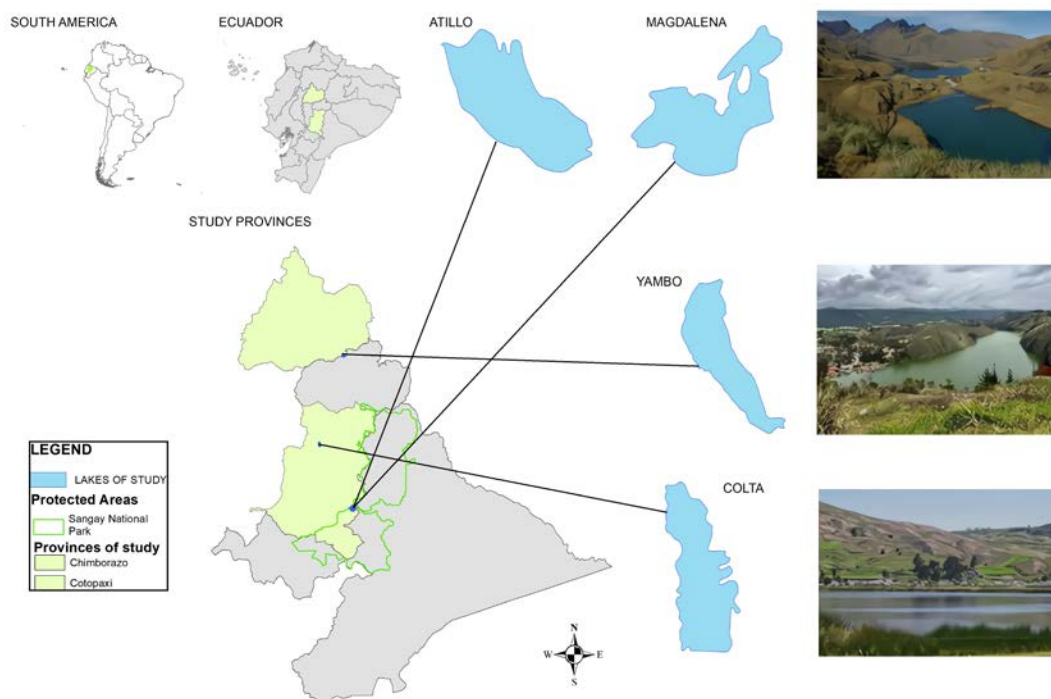 SOUTH AMERICA
ECUADOR
ATILLO
MAGDALENA
STUDY PROVINCES
YAMBO
COLTA
LEGEND
LAKES OF STUDY
Protected Areas
Sangay National
Park
Provinces of study
Chimborazo
Cotopaxi
N
W
E
S